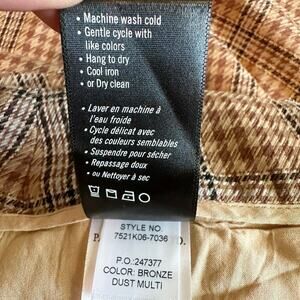 • Machine wash cold
• Gentle cycle with
like colors
• Hang to dry
• Cool iron
• or Dry clean
• Laver en machine à
l'eau froide
• Cycle délicat avec
des couleurs semblables
• Suspendre pour sécher
• Repassage doux
• ou Nettoyer à sec
STYLE NO
7521K06-7036
P.O.:247377
COLOR: BRONZE
DUST MULTI